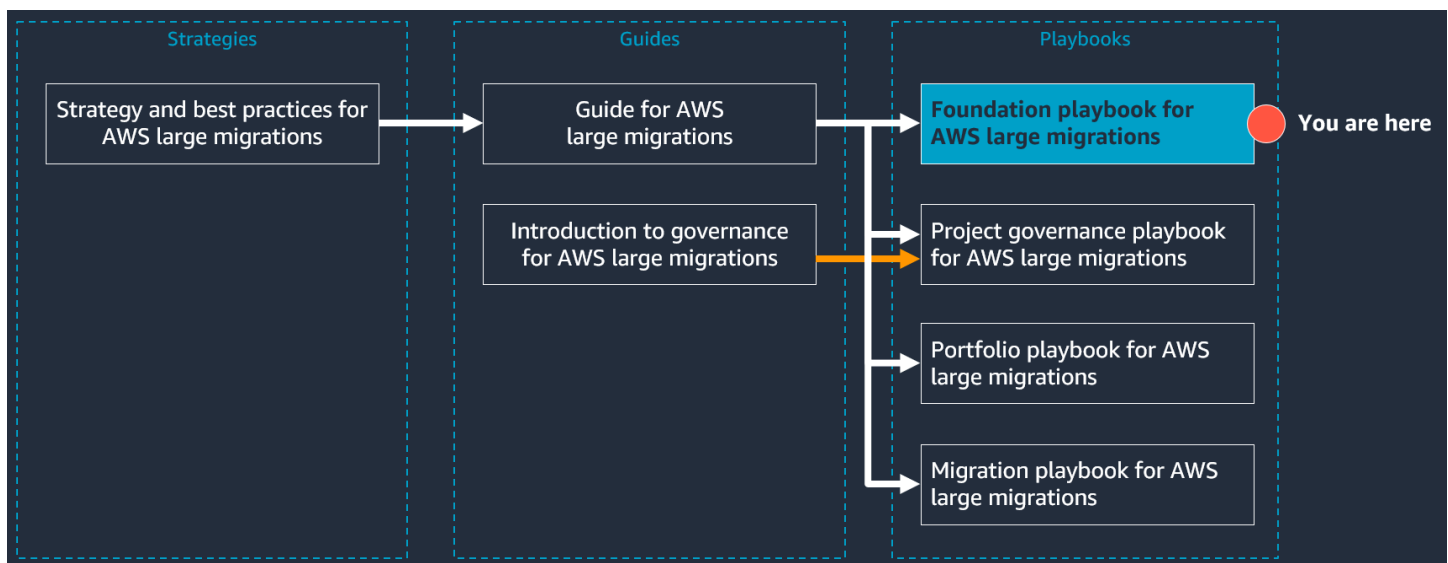 Strategies
Strategy and best practices for
AWS large migrations
Guides
Guide for AWS
large migrations
Introduction to governance
for AWS large migrations
Playbooks
Foundation playbook for
AWS large migrations
You are here
Project governance playbook
for AWS large migrations
Portfolio playbook for AWS
large migrations
Migration playbook for AWS
large migrations